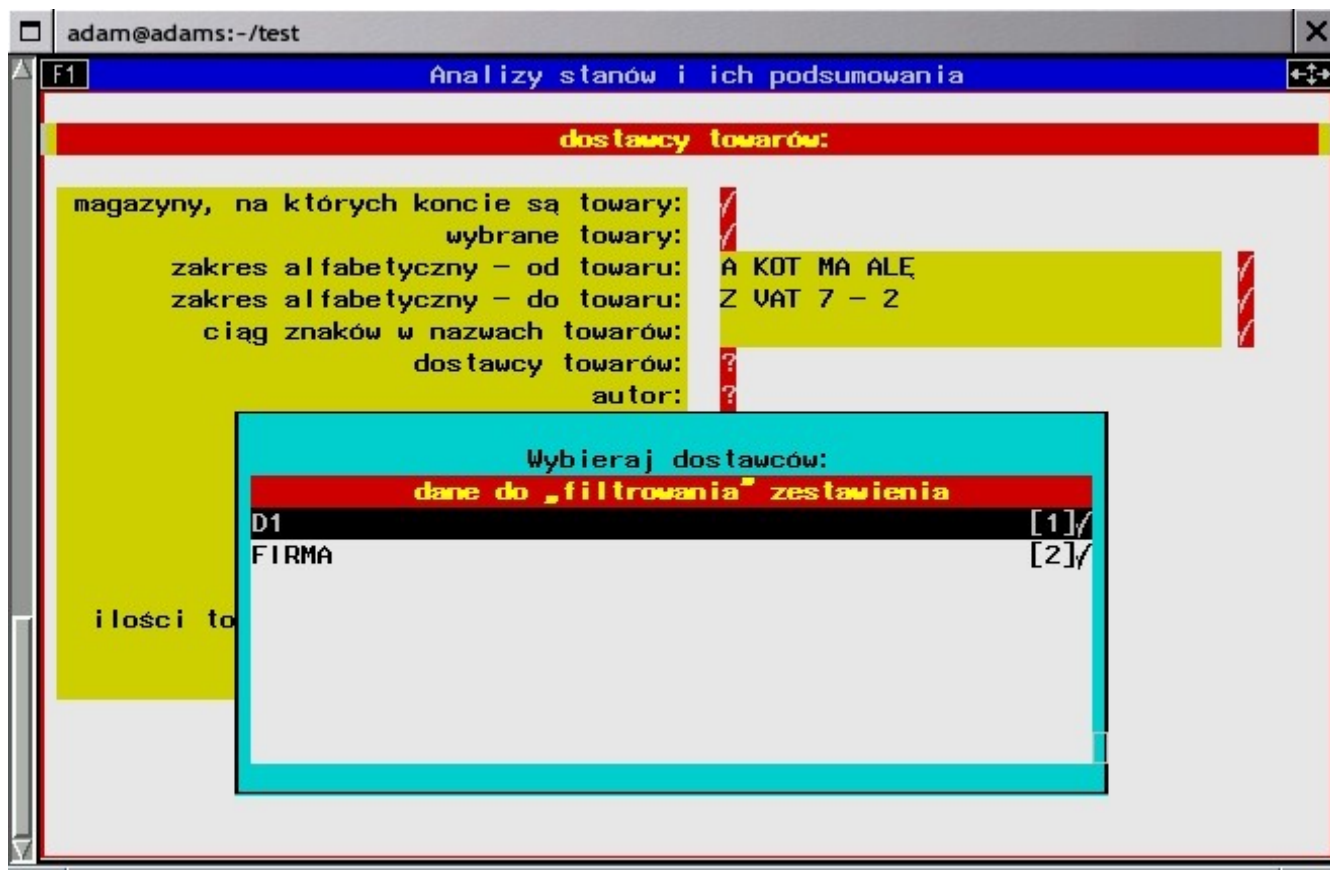 adam@adams:~/test
F1 Analizy stanów i ich podsumowania
dostawcy towarów:
magazyny, na których koncie są towary: /
wybrane towary: /
zakres alfabetyczny – od towaru: A KOT MA ALĘ /
zakres alfabetyczny – do towaru: Z VAT 7 – 2 /
ciąg znaków w nazwach towarów: /
dostawcy towarów: ?
autor: ?
Wybieraj dostawców:
dane do „filtrowania” zestawienia
D1 [1]√
FIRMA [2]√
ilości to